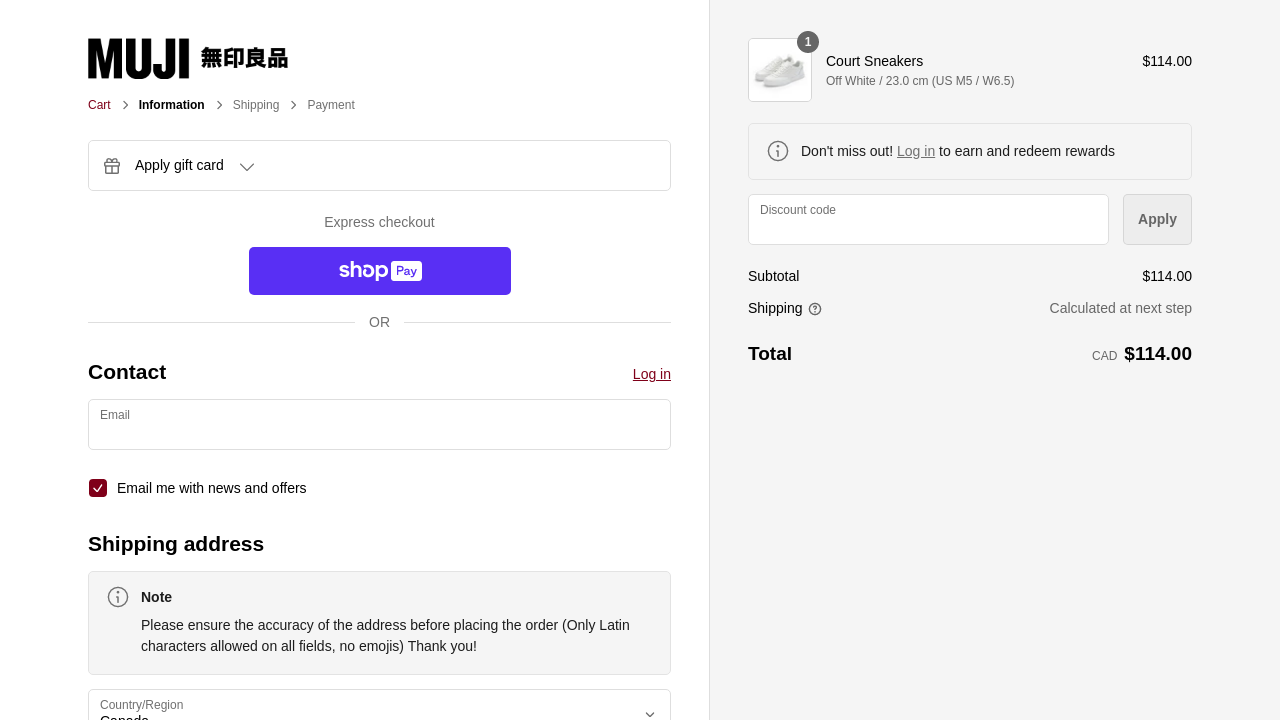 MUJI 無印良品
Cart > Information > Shipping > Payment
Apply gift card
Express checkout
shop Pay
OR
Contact
Log in
Email
Email me with news and offers
Shipping address
Note
Please ensure the accuracy of the address before placing the order (Only Latin
characters allowed on all fields, no emojis) Thank you!
Country/Region
Canada
1
Court Sneakers $114.00
Off White / 23.0 cm (US M5 / W6.5)
Don't miss out! Log in to earn and redeem rewards
Discount code
Apply
Subtotal $114.00
Shipping Calculated at next step
Total CAD $114.00